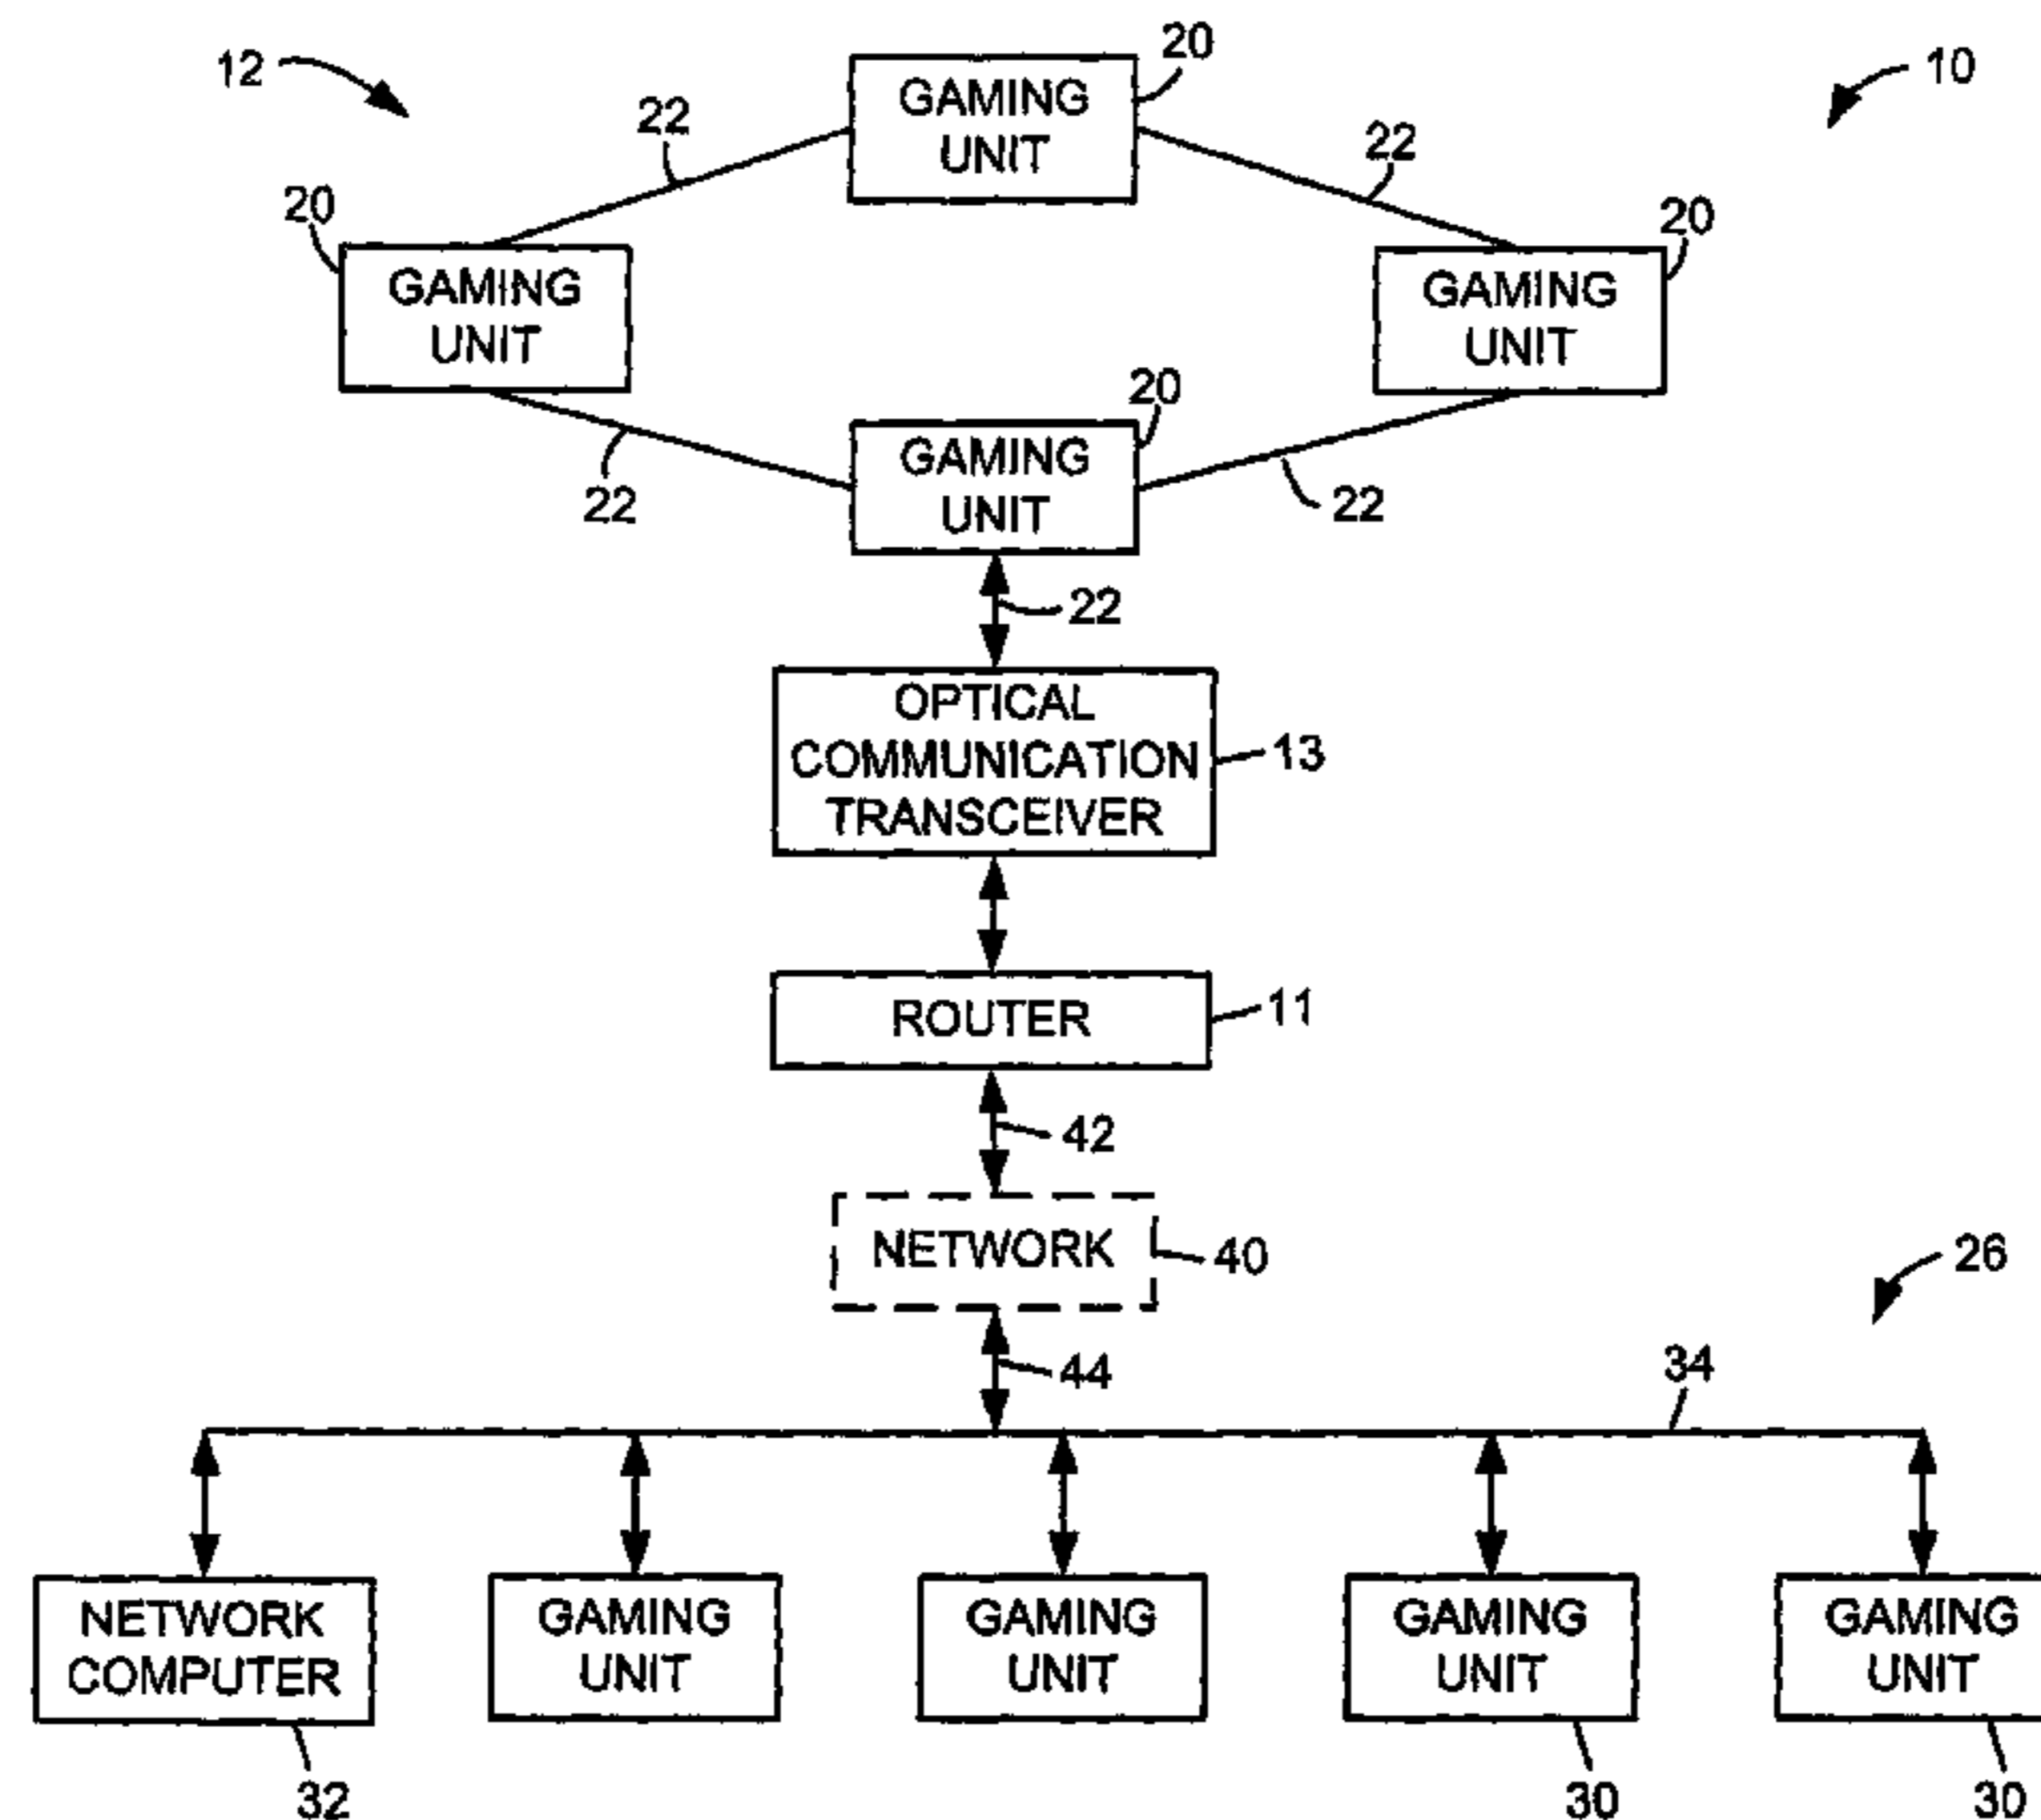 12
20
10
GAMING
UNIT
22
22
20
20
GAMING
UNIT
GAMING
UNIT
20
GAMING
UNIT
22
22
22
OPTICAL
COMMUNICATION
TRANSCEIVER
13
ROUTER
11
42
NETWORK
40
26
44
34
NETWORK
COMPUTER
GAMING
UNIT
GAMING
UNIT
GAMING
UNIT
GAMING
UNIT
32
30
30